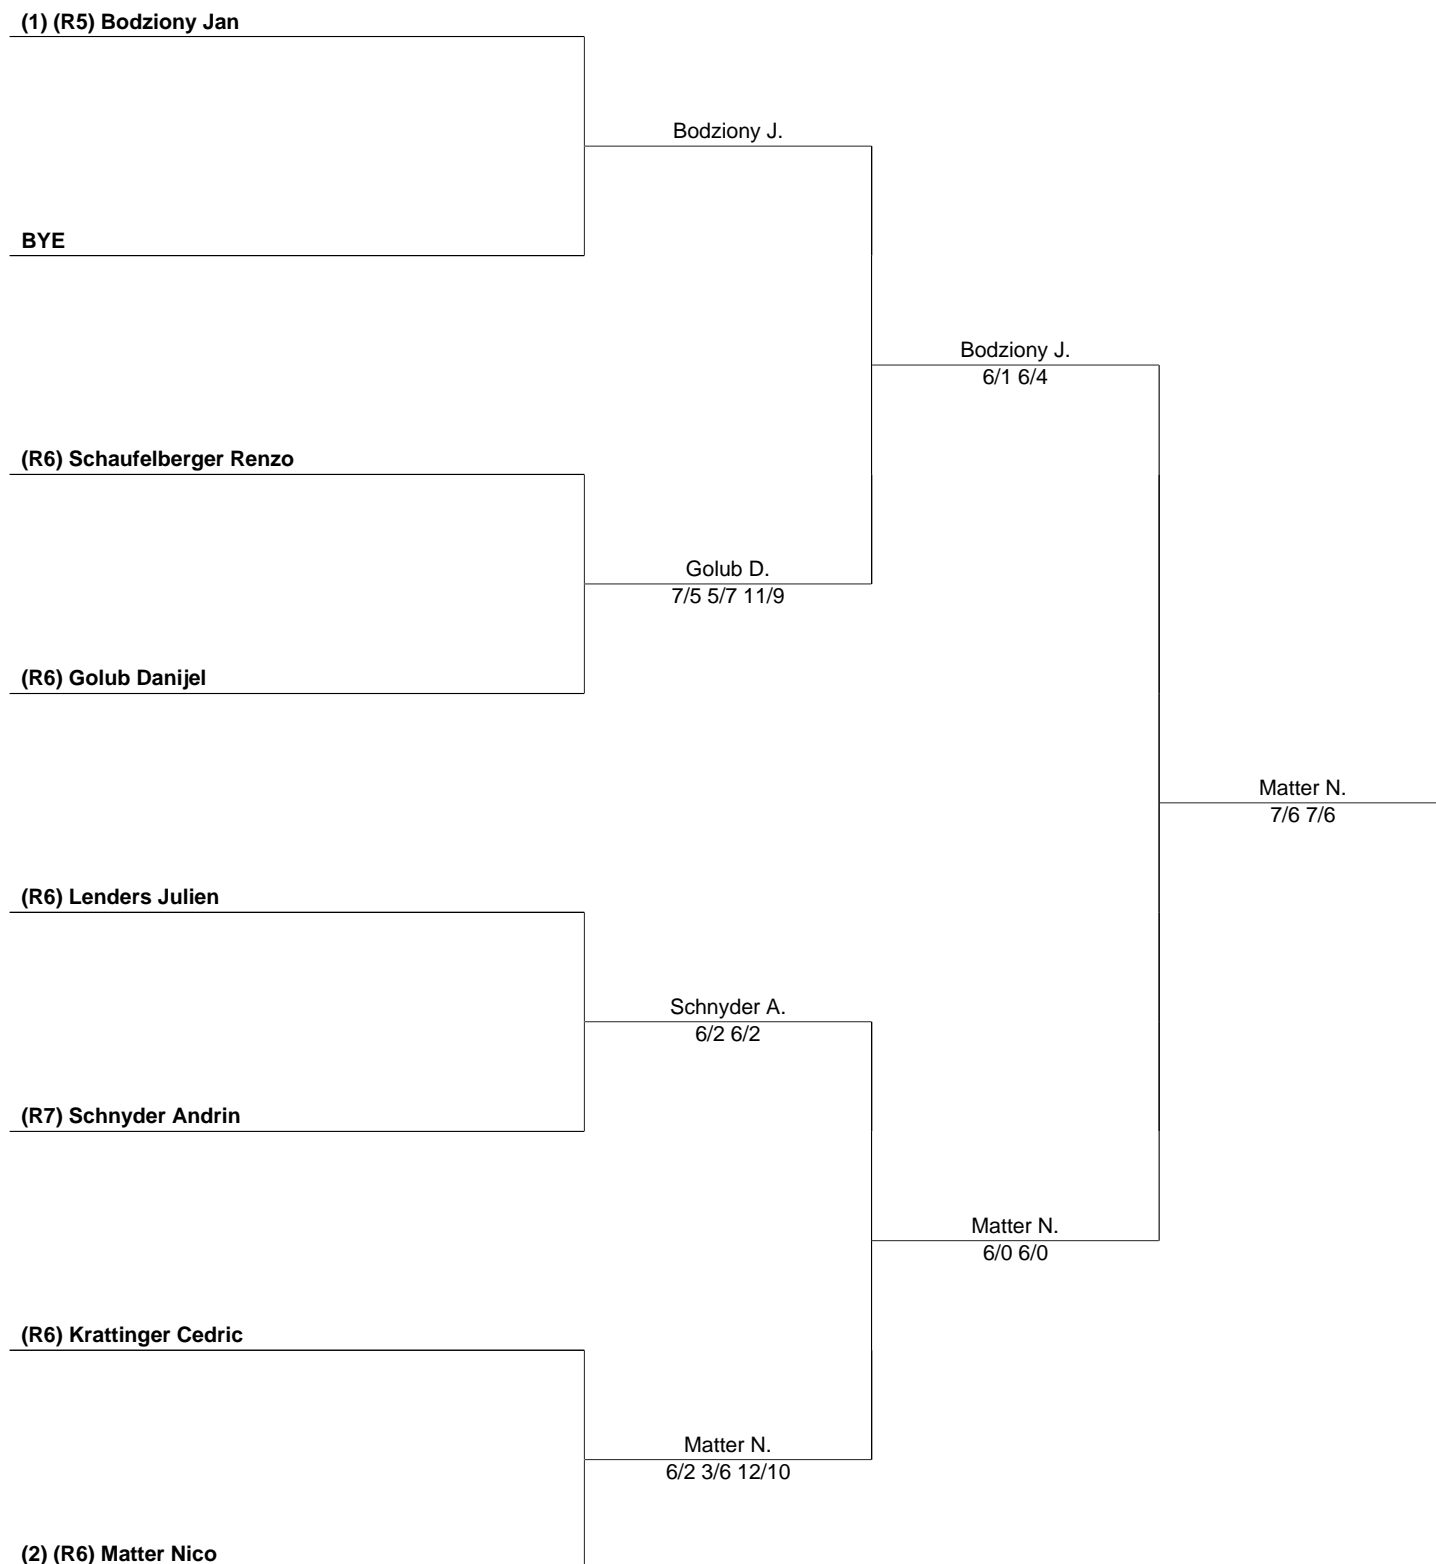 (1) (R5) Bodziony Jan
Bodziony J.
BYE
Bodziony J.
6/1 6/4
(R6) Schaufelberger Renzo
Golub D.
7/5 5/7 11/9
(R6) Golub Danijel
Matter N.
7/6 7/6
(R6) Lenders Julien
Schnyder A.
6/2 6/2
(R7) Schnyder Andrin
Matter N.
6/0 6/0
(R6) Krattinger Cedric
Matter N.
6/2 3/6 12/10
(2) (R6) Matter Nico